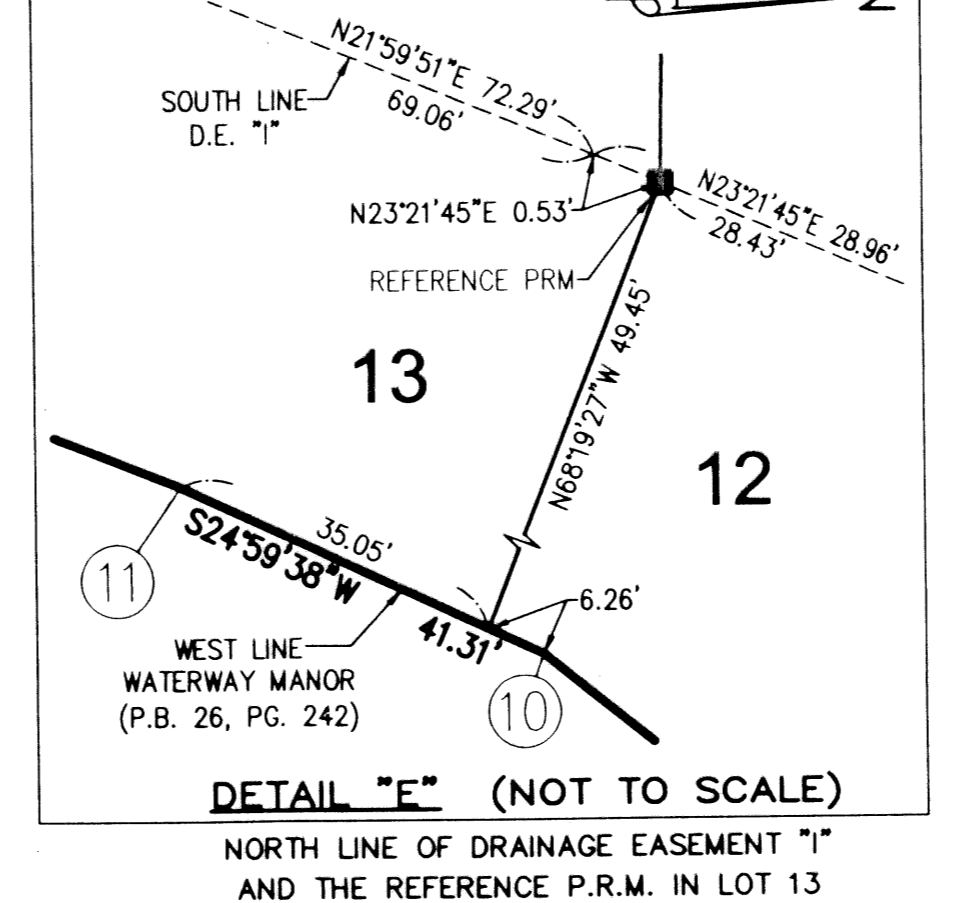 2
N21°59'51"E 72.29'
69.06'
SOUTH LINE
D.E. "I"
N23°21'45"E 0.53'
N23°21'45"E 28.96'
28.43'
REFERENCE PRM
N68°19'27"W 49.45'
13
12
11
S24°59'38"W
35.05'
41.31'
6.26'
WEST LINE
WATERWAY MANOR
(P.B. 26, PG. 242)
10
DETAIL "E" (NOT TO SCALE)
NORTH LINE OF DRAINAGE EASEMENT "I"
AND THE REFERENCE P.R.M. IN LOT 13